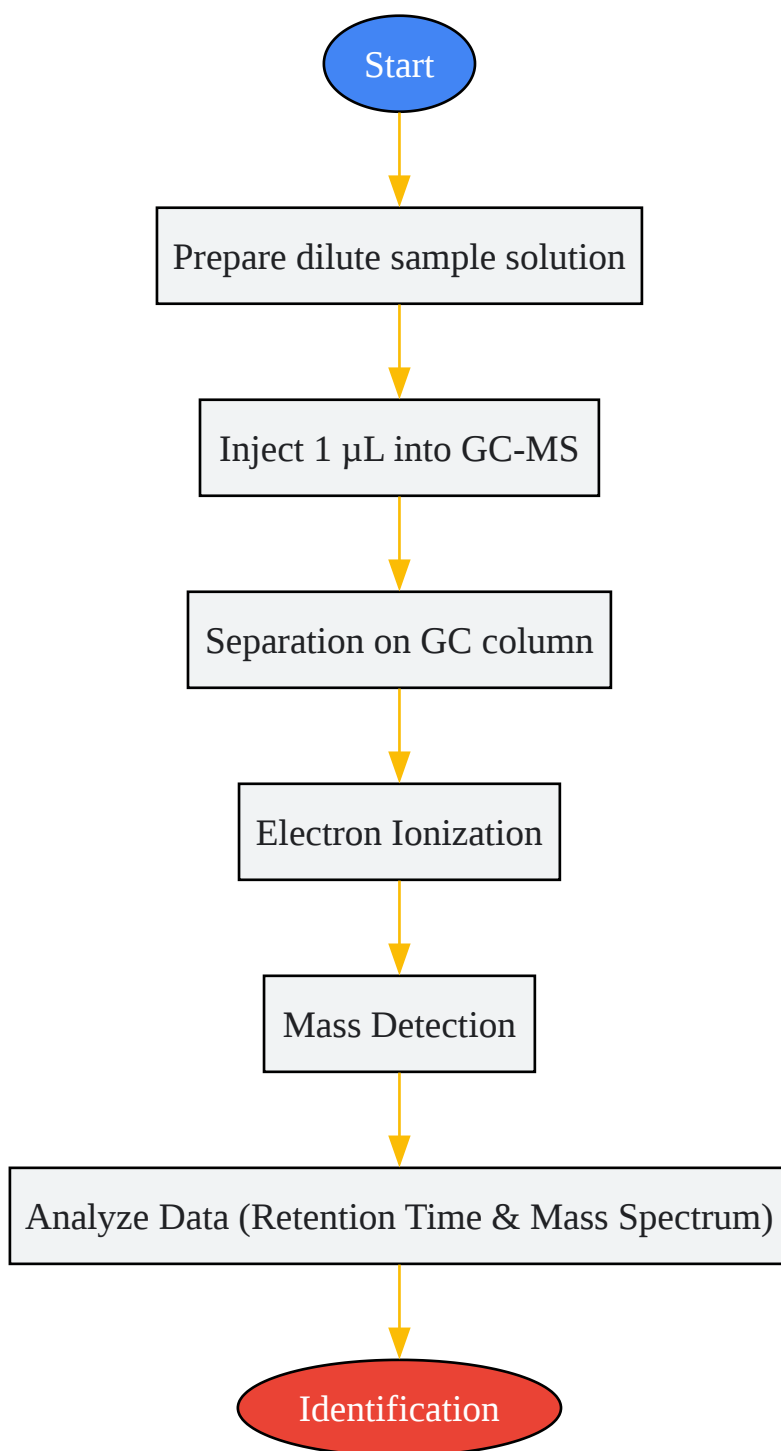 Start
Prepare dilute sample solution
Inject 1 µL into GC-MS
Separation on GC column
Electron Ionization
Mass Detection
Analyze Data (Retention Time & Mass Spectrum)
Identification